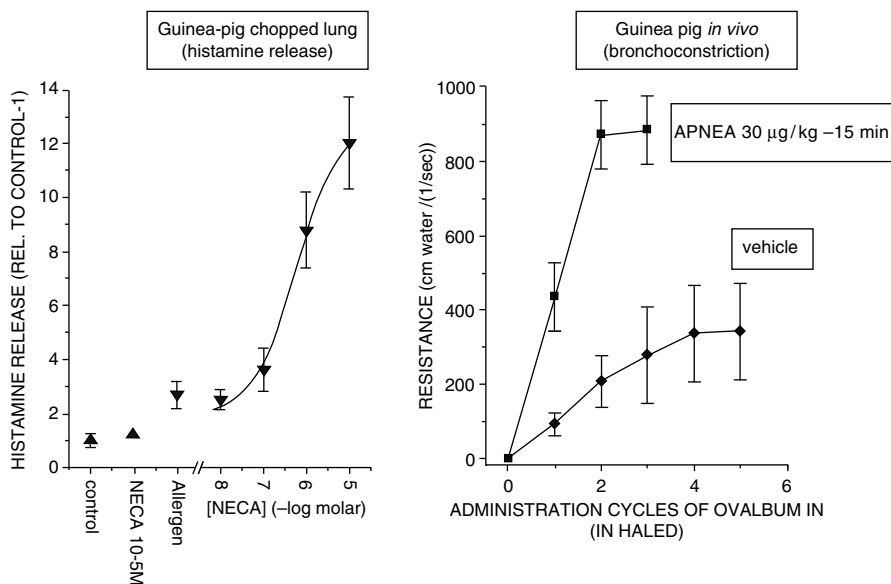 Guinea-pig chopped lung
(histamine release)
HISTAMINE RELEASE (REL. TO CONTROL-1)
14
12
10
8
6
4
2
0
control
NECA 10-5M
Allergen
8
7
6
5
[NECA] (–log molar)
Guinea pig in vivo
(bronchoconstriction)
RESISTANCE (cm water /(1/sec))
1000
800
600
400
200
0
APNEA 30 µg/kg –15 min
vehicle
0
2
4
6
ADMINISTRATION CYCLES OF OVALBUM IN
(IN HALED)